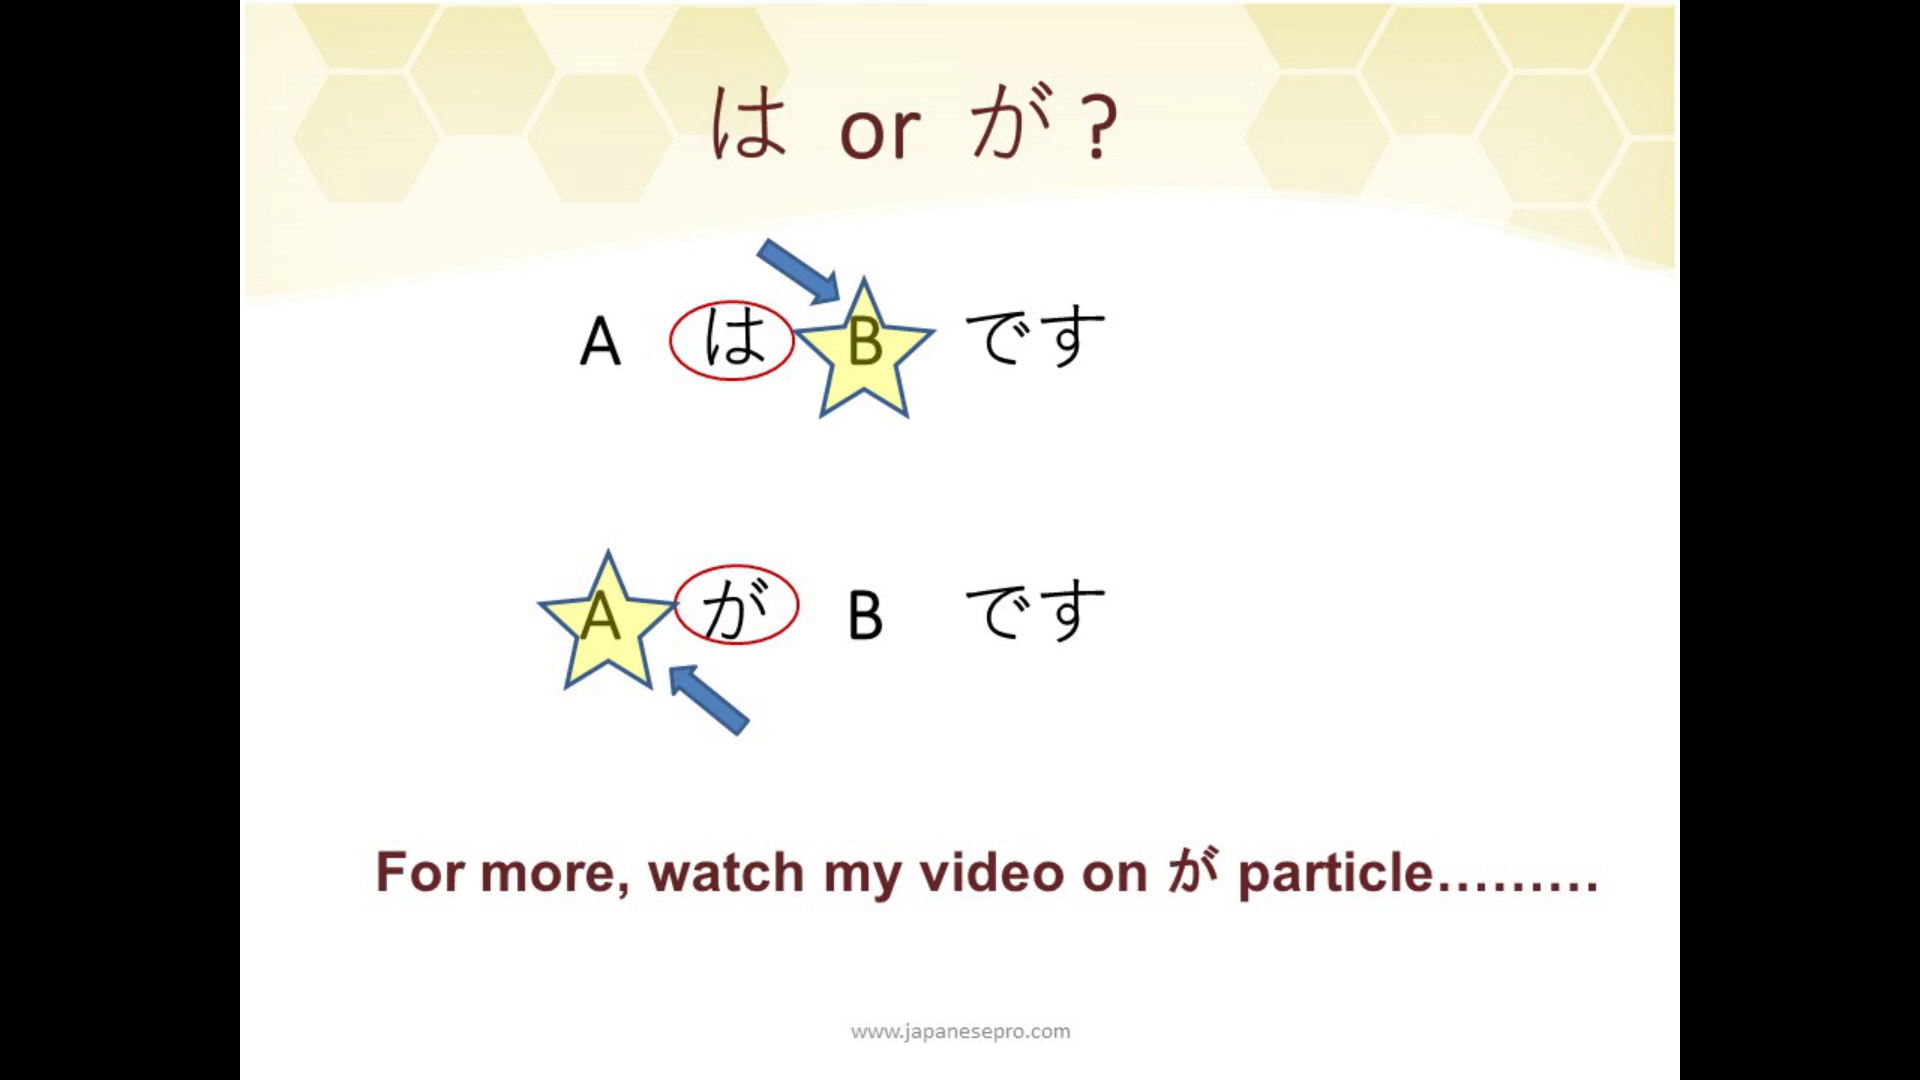 は or が?
A は B です
A が B です
For more, watch my video on が particle.........
www.japanesepro.com